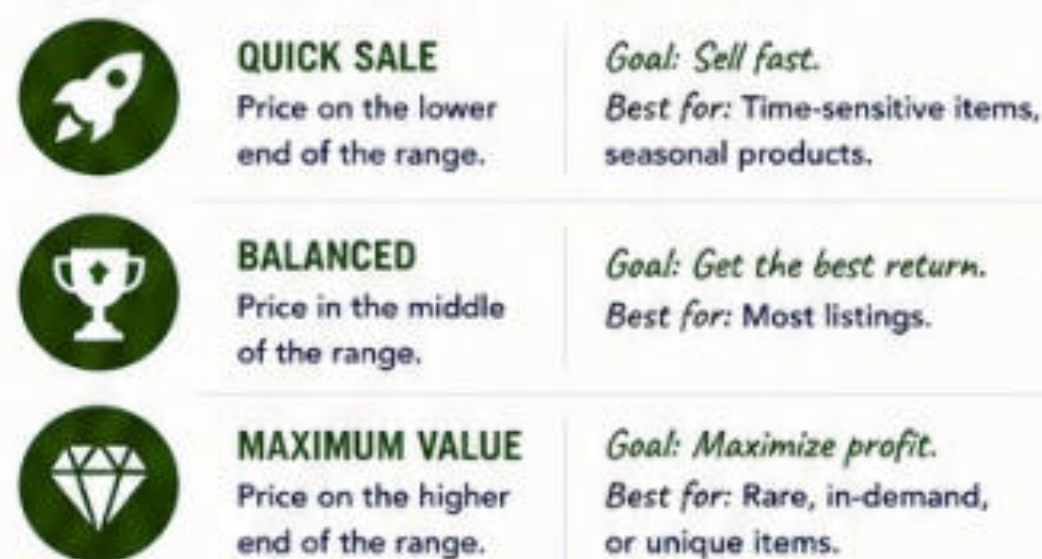 QUICK SALE
Price on the lower
end of the range.
Goal: Sell fast.
Best for: Time-sensitive items,
seasonal products.
BALANCED
Price in the middle
of the range.
Goal: Get the best return.
Best for: Most listings.
MAXIMUM VALUE
Price on the higher
end of the range.
Goal: Maximize profit.
Best for: Rare, in-demand,
or unique items.